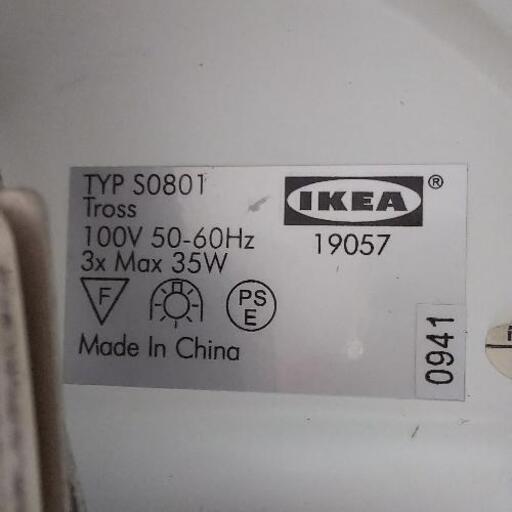 TYP S0801
Tross
100V 50-60Hz
3x Max 35W
F
PS
E
Made In China
IKEA®
19057
0941